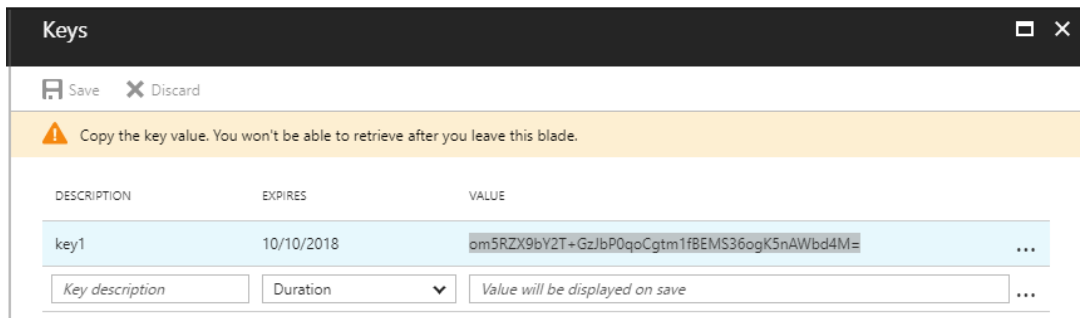 Keys
Save Discard
Copy the key value. You won't be able to retrieve after you leave this blade.
DESCRIPTION EXPIRES VALUE
key1 10/10/2018 om5RZX9bY2T+GzJbP0qoCgtm1fBEMS36ogK5nAWbd4M= ...
Key description Duration Value will be displayed on save ...